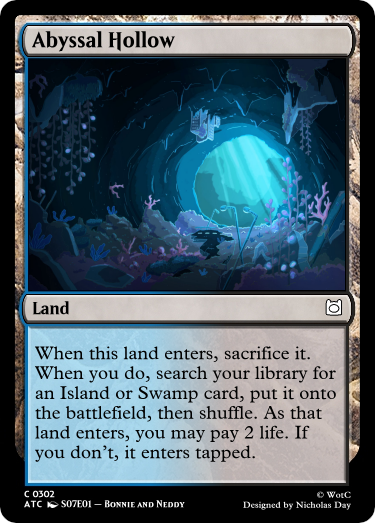 Abyssal Hollow
Land
When this land enters, sacrifice it.
When you do, search your library for
an Island or Swamp card, put it onto
the battlefield, then shuffle. As that
land enters, you may pay 2 life. If
you don't, it enters tapped.
C 0302
ATC S07E01 – Bonnie and Neddy
© WotC
Designed by Nicholas Day